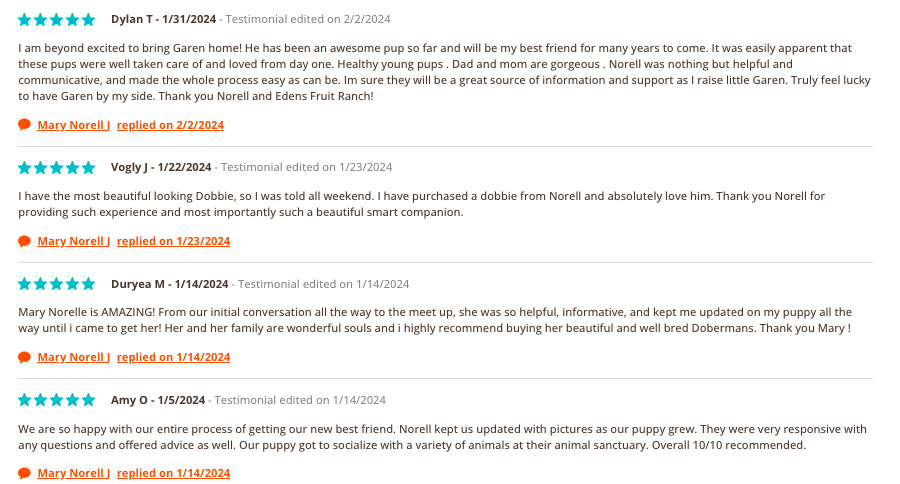 Dylan T - 1/31/2024 - Testimonial edited on 2/2/2024
I am beyond excited to bring Garen home! He has been an awesome pup so far and will be my best friend for many years to come. It was easily apparent that
these pups were well taken care of and loved from day one. Healthy young pups . Dad and mom are gorgeous . Norell was nothing but helpful and
communicative, and made the whole process easy as can be. Im sure they will be a great source of information and support as I raise little Garen. Truly feel lucky
to have Garen by my side. Thank you Norell and Edens Fruit Ranch!
Mary Norell J replied on 2/2/2024
Vogly J - 1/22/2024 - Testimonial edited on 1/23/2024
I have the most beautiful looking Dobbie, so I was told all weekend. I have purchased a dobbie from Norell and absolutely love him. Thank you Norell for
providing such experience and most importantly such a beautiful smart companion.
Mary Norell J replied on 1/23/2024
Duryea M - 1/14/2024 - Testimonial edited on 1/14/2024
Mary Norelle is AMAZING! From our initial conversation all the way to the meet up, she was so helpful, informative, and kept me updated on my puppy all the
way until i came to get her! Her and her family are wonderful souls and i highly recommend buying her beautiful and well bred Dobermans. Thank you Mary !
Mary Norell J replied on 1/14/2024
Amy O - 1/5/2024 - Testimonial edited on 1/14/2024
We are so happy with our entire process of getting our new best friend. Norell kept us updated with pictures as our puppy grew. They were very responsive with
any questions and offered advice as well. Our puppy got to socialize with a variety of animals at their animal sanctuary. Overall 10/10 recommended.
Mary Norell J replied on 1/14/2024